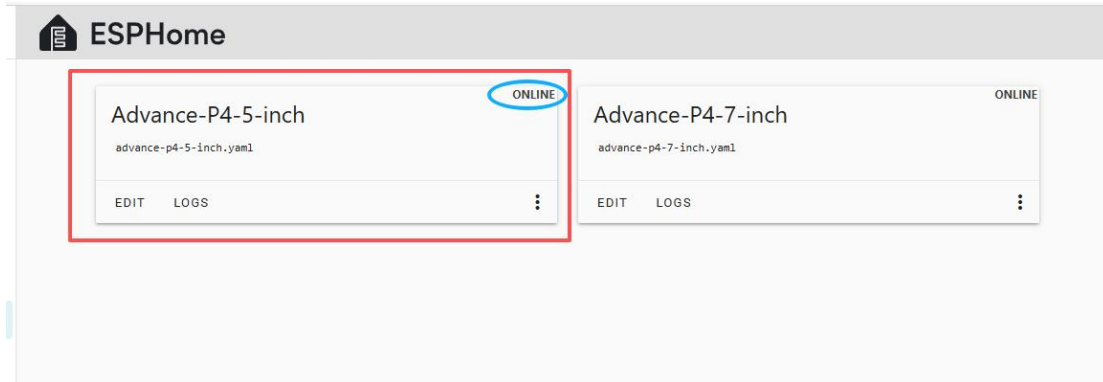 ESPHome
ONLINE
Advance-P4-5-inch
advance-p4-5-inch.yaml
EDIT LOGS
ONLINE
Advance-P4-7-inch
advance-p4-7-inch.yaml
EDIT LOGS